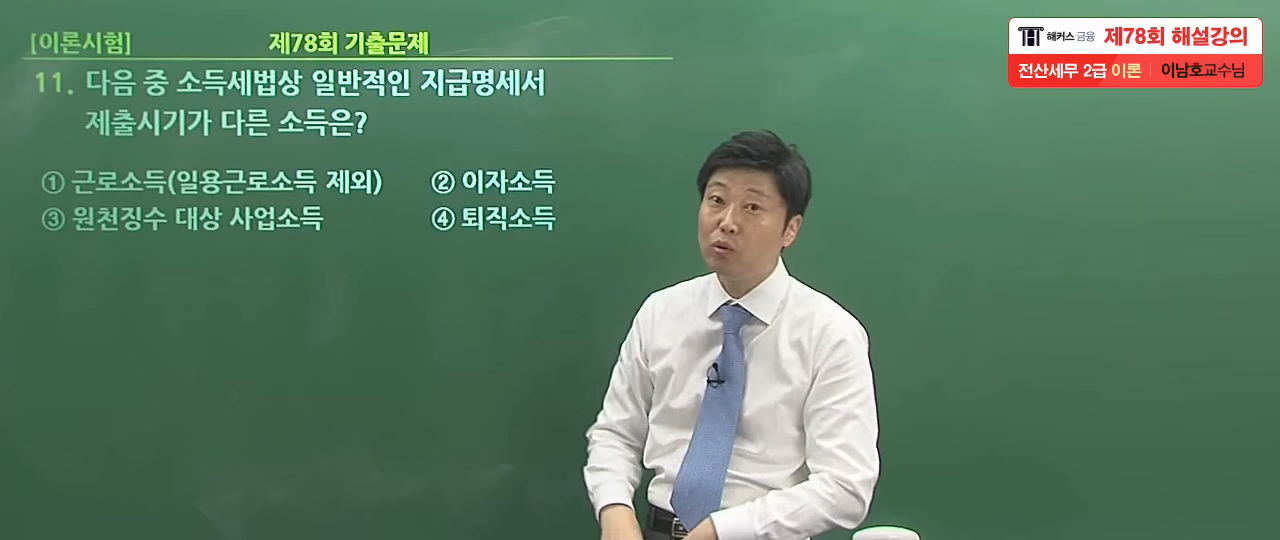 [이론시험] 제78회 기출문제
11. 다음 중 소득세법상 일반적인 지급명세서
제출시기가 다른 소득은?
① 근로소득(일용근로소득 제외) ② 이자소득
③ 원천징수 대상 사업소득 ④ 퇴직소득
해커스 금융 제78회 해설강의
전산세무 2급 이론 | 이남호교수님